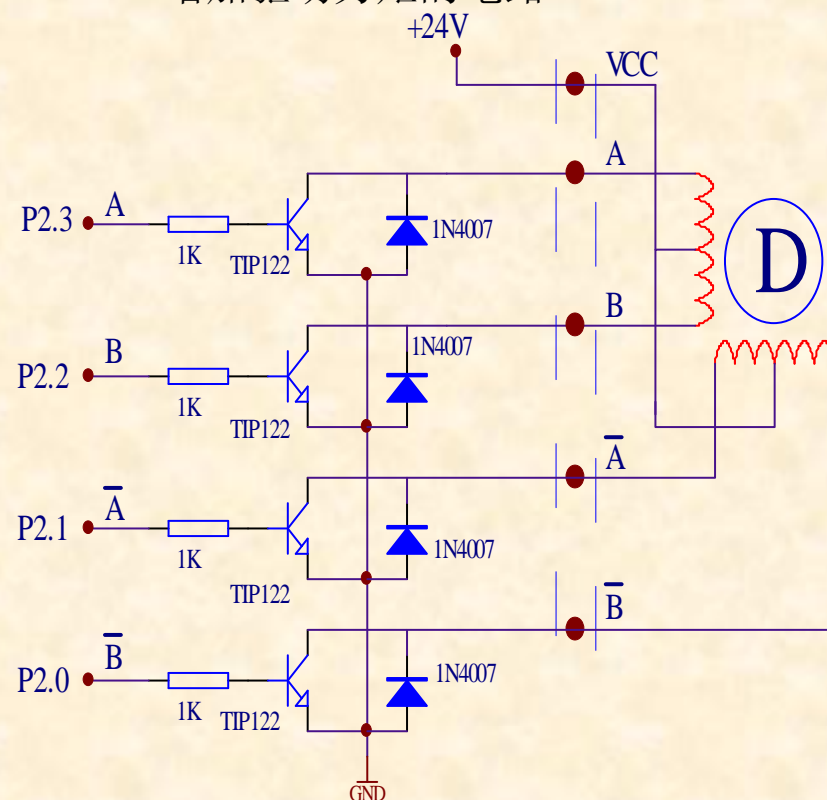 +24V
VCC
A
P2.3 A
1K
TIP122
1N4007
D
B
P2.2 B
1K
TIP122
1N4007
A̅
P2.1 A̅
1K
TIP122
1N4007
B̅
P2.0 B̅
1K
TIP122
1N4007
GND